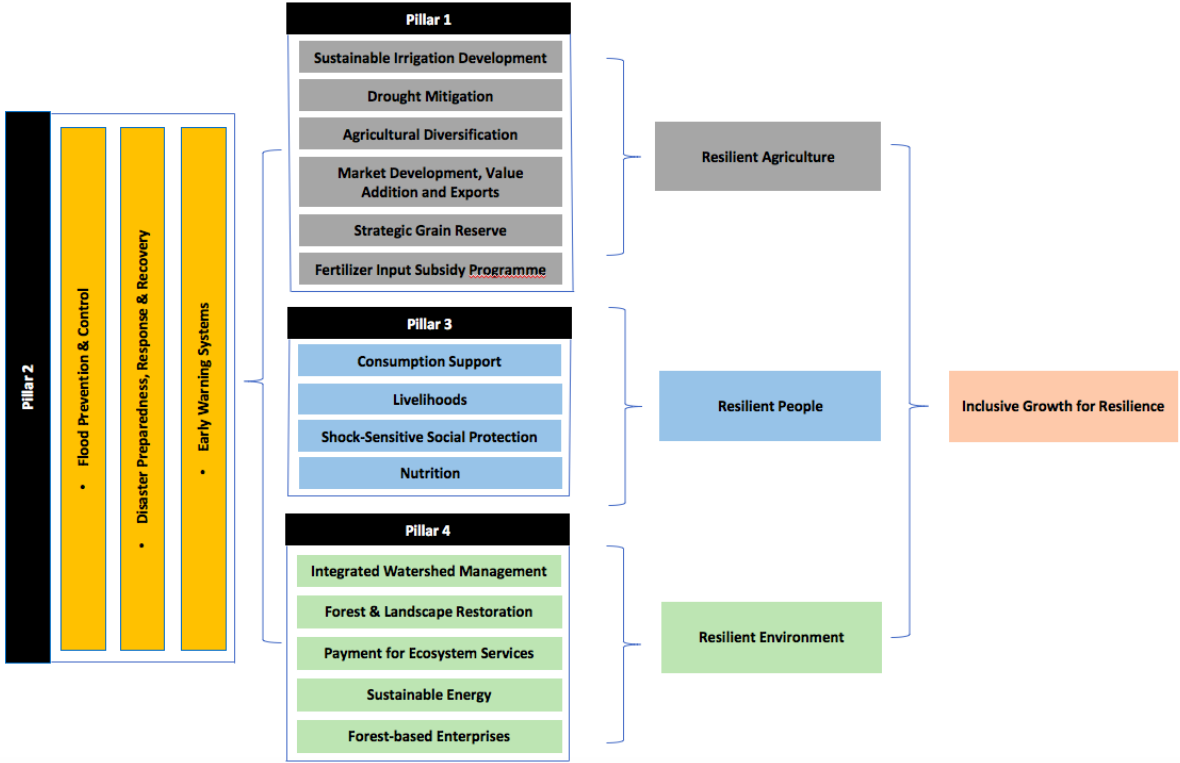 Pillar 2
• Flood Prevention & Control
• Disaster Preparedness, Response & Recovery
• Early Warning Systems
Pillar 1
Sustainable Irrigation Development
Drought Mitigation
Agricultural Diversification
Market Development, Value
Addition and Exports
Strategic Grain Reserve
Fertilizer Input Subsidy Programme
Resilient Agriculture
Pillar 3
Consumption Support
Livelihoods
Shock-Sensitive Social Protection
Nutrition
Resilient People
Pillar 4
Integrated Watershed Management
Forest & Landscape Restoration
Payment for Ecosystem Services
Sustainable Energy
Forest-based Enterprises
Resilient Environment
Inclusive Growth for Resilience